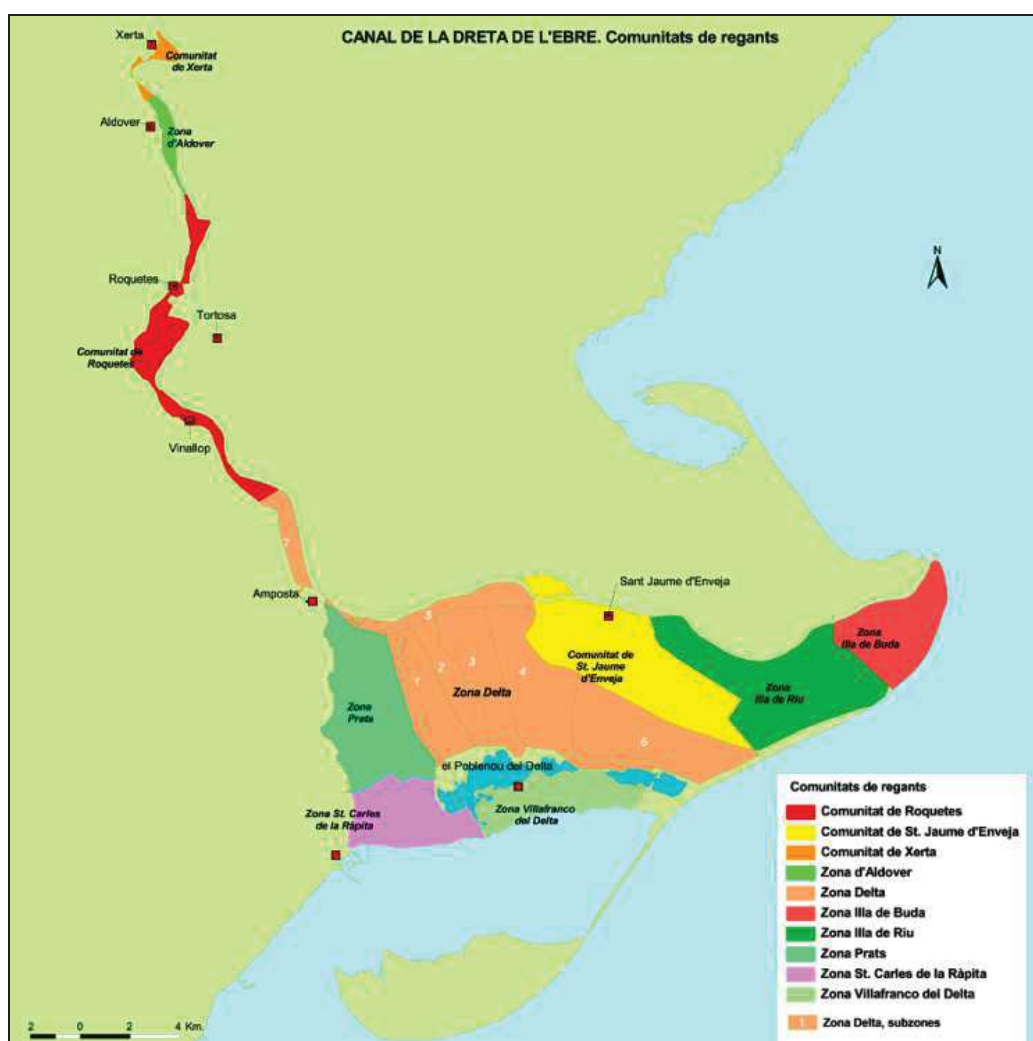 CANAL DE LA DRETA DE L'EBRE. Comunitats de regants
Xerta
Comunitat
de Xerta
Aldover
Zona
d'Aldover
N
Roquetes
Tortosa
Comunitat de
Roquetes
Vinallop
7
Amposta
Sant Jaume d'Enveja
5
Comunitat de
St. Jaume
d'Enveja
Zona
Illa de Buda
1
2
3
4
Zona Delta
Zona
Illa de Riu
Zona
Prats
6
el Poblenou del Delta
Zona St. Carles
de la Ràpita
Zona Villafranco
del Delta
Comunitats de regants
Comunitat de Roquetes
Comunitat de St. Jaume d'Enveja
Comunitat de Xerta
Zona d'Aldover
Zona Delta
Zona Illa de Buda
Zona Illa de Riu
Zona Prats
Zona St. Carles de la Ràpita
Zona Villafranco del Delta
1 Zona Delta, subzones
2 0 2 4 Km.